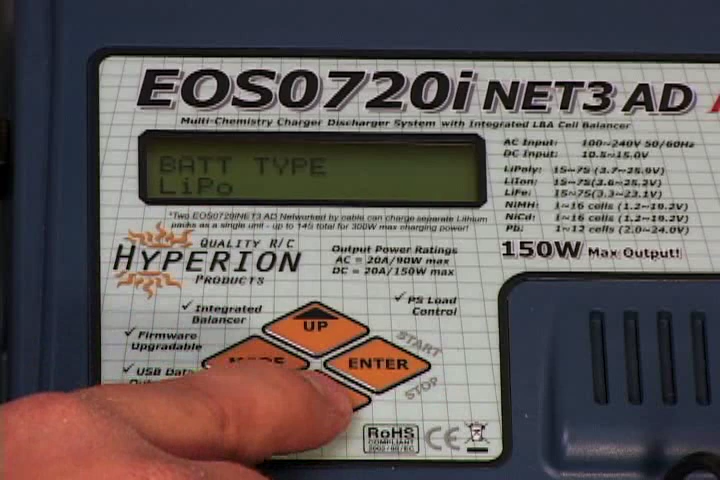 EOS0720i NET3 AD
Multi-Chemistry Charger Discharger System with Integrated LBA Cell Balancer
BATT TYPE
LiPo
AC Input: 100~240V 50/60Hz
DC Input: 10.5~15.0V
LiPoly: 1S~7S (3.7~25.9V)
LiIon: 1S~7S (3.6~25.2V)
LiFe: 1S~7S (3.3~23.1V)
NiMH: 1~16 cells (1.2~19.2V)
NiCd: 1~16 cells (1.2~19.2V)
Pb: 1~12 cells (2.0~24.0V)
150W Max Output!
*Two EOS0720iNET3 AD Networked by cable can charge separate Lithium
packs as a single unit - up to 14S total for 300W max charging power!
QUALITY R/C
HYPERION
PRODUCTS
Output Power Ratings
AC = 20A/90W max
DC = 20A/150W max
✓ Integrated
Balancer
✓ PS Load
Control
✓ Firmware
Upgradable
✓ USB Data
UP
ENTER
START
STOP
RoHS
COMPLIANT
2002/95/EC
CE